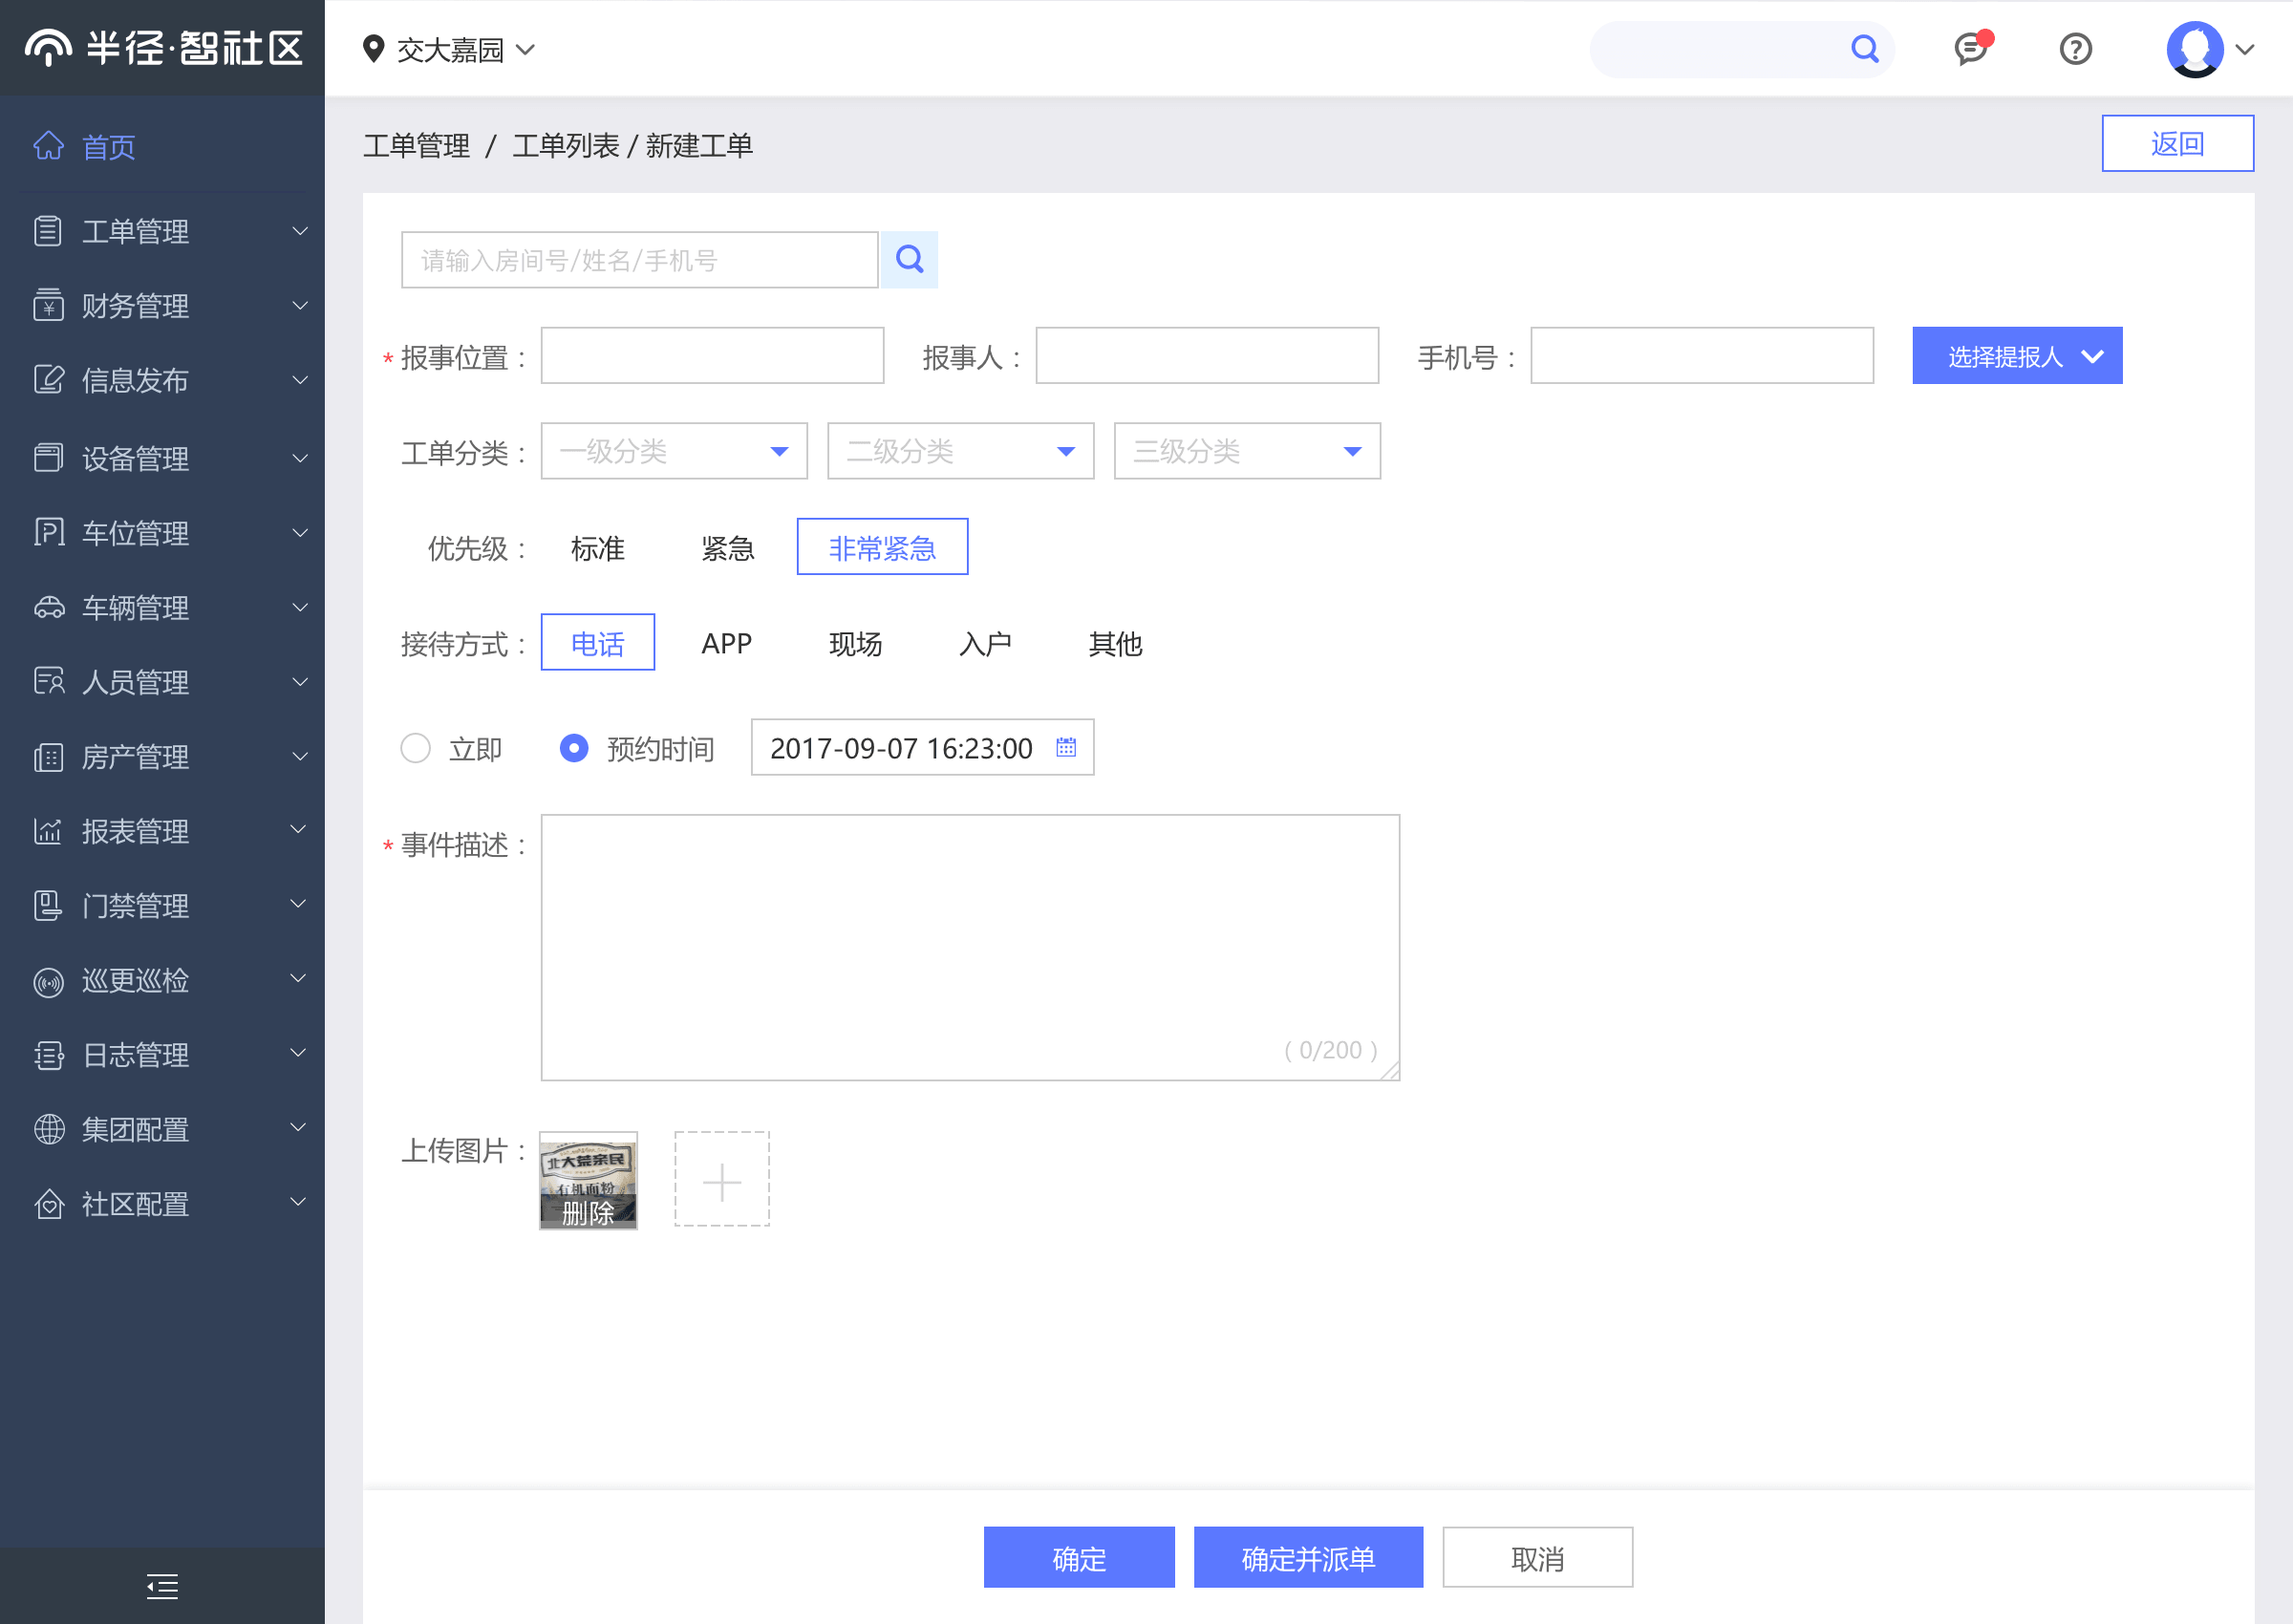 半径·智社区
交大嘉园
首页
工单管理
财务管理
信息发布
设备管理
车位管理
车辆管理
人员管理
房产管理
报表管理
门禁管理
巡更巡检
日志管理
集团配置
社区配置
工单管理 / 工单列表 / 新建工单
返回
请输入房间号/姓名/手机号
* 报事位置： 报事人： 手机号： 选择提报人
工单分类： 一级分类 二级分类 三级分类
优先级： 标准 紧急 非常紧急
接待方式： 电话 APP 现场 入户 其他
立即 预约时间 2017-09-07 16:23:00
* 事件描述：
( 0/200 )
上传图片：
北大荒亲民
有机面粉
删除
确定 确定并派单 取消